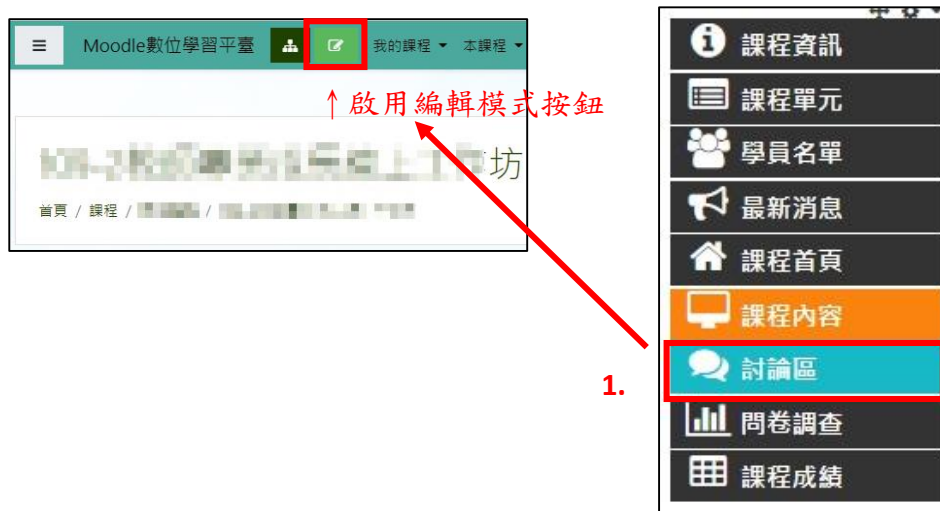 Moodle數位學習平臺 我的課程 本課程
↑啟用編輯模式按鈕
坊
首頁 / 課程 / /
1.
課程資訊
課程單元
學員名單
最新消息
課程首頁
課程內容
討論區
問卷調查
課程成績